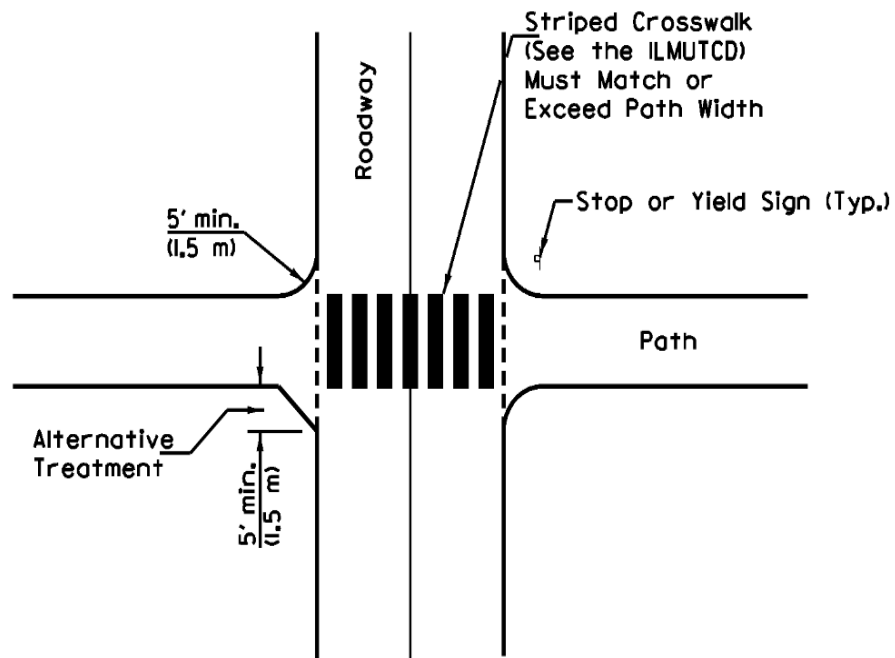 Striped Crosswalk
(See the ILMUTCD)
Must Match or
Exceed Path Width
Roadway
Stop or Yield Sign (Typ.)
5' min.
(1.5 m)
Path
Alternative
Treatment
5' min.
(1.5 m)